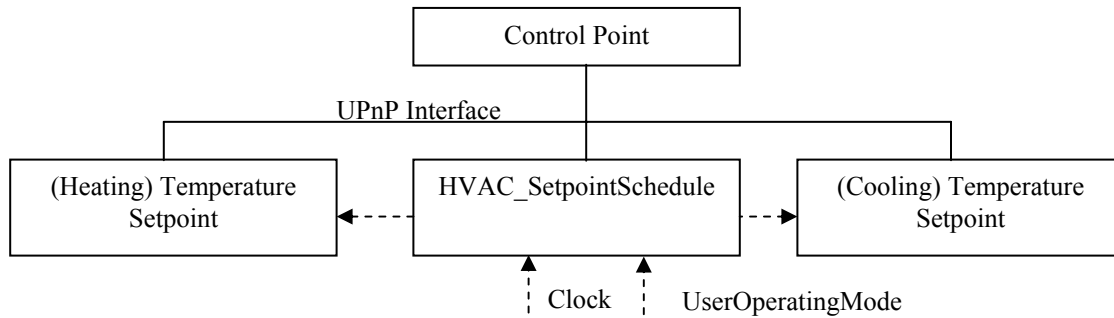 Control Point
UPnP Interface
(Heating) Temperature
Setpoint
HVAC_SetpointSchedule
(Cooling) Temperature
Setpoint
Clock
UserOperatingMode